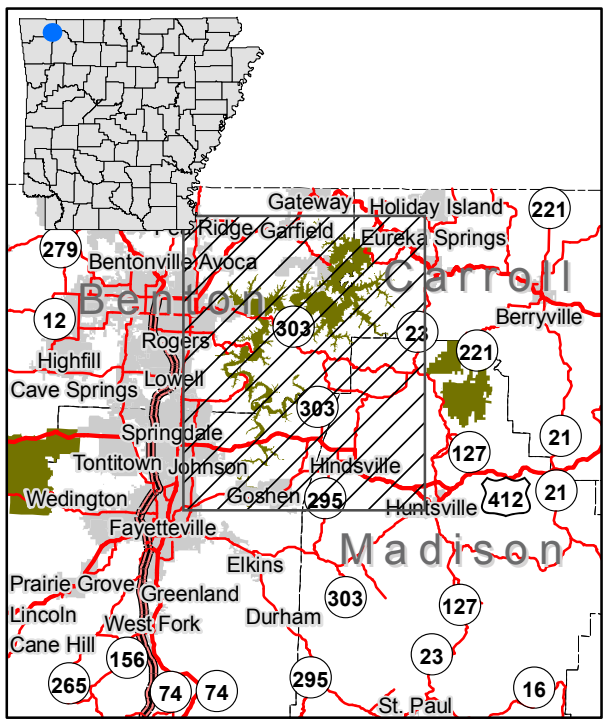 Gateway
Holiday Island
221
Ridge
Garfield
279
Eureka Springs
Bentonville
Avoca
Carroll
Benton
12
303
23
Berryville
Rogers
221
Highfill
Lowell
Cave Springs
303
Springdale
21
Tontitown
Johnson
Hindsville
127
Wedington
Goshen
295
412
21
Huntsville
Fayetteville
Madison
Elkins
Prairie Grove
Greenland
303
127
Lincoln
Durham
West Fork
Cane Hill
156
23
265
74
74
295
16
St. Paul